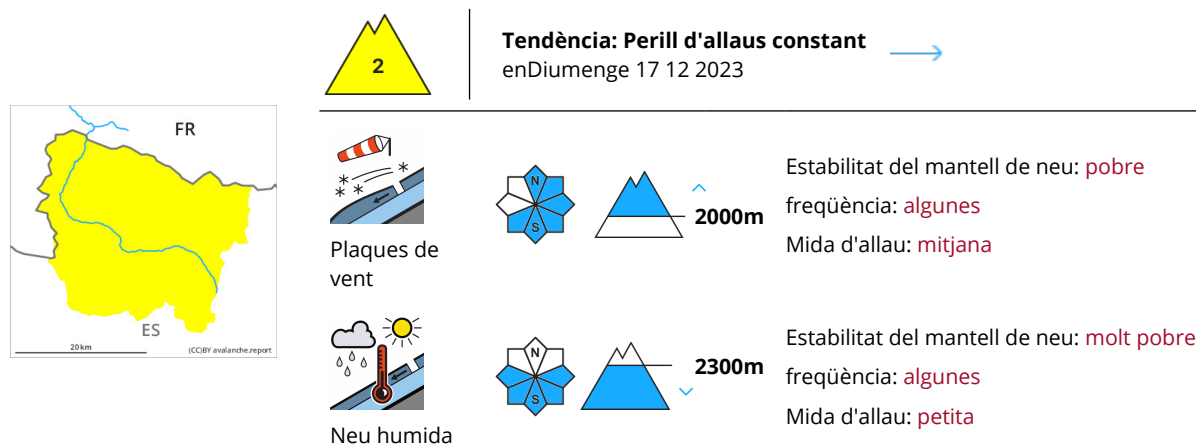 2
Tendència: Perill d'allaus constant
enDiumenge 17 12 2023
FR
ES
20 km
(CC)BY avalanche.report
Plaques de
vent
N
S
2000m
Estabilitat del mantell de neu: pobre
freqüència: algunes
Mida d'allau: mitjana
Neu humida
N
S
2300m
Estabilitat del mantell de neu: molt pobre
freqüència: algunes
Mida d'allau: petita